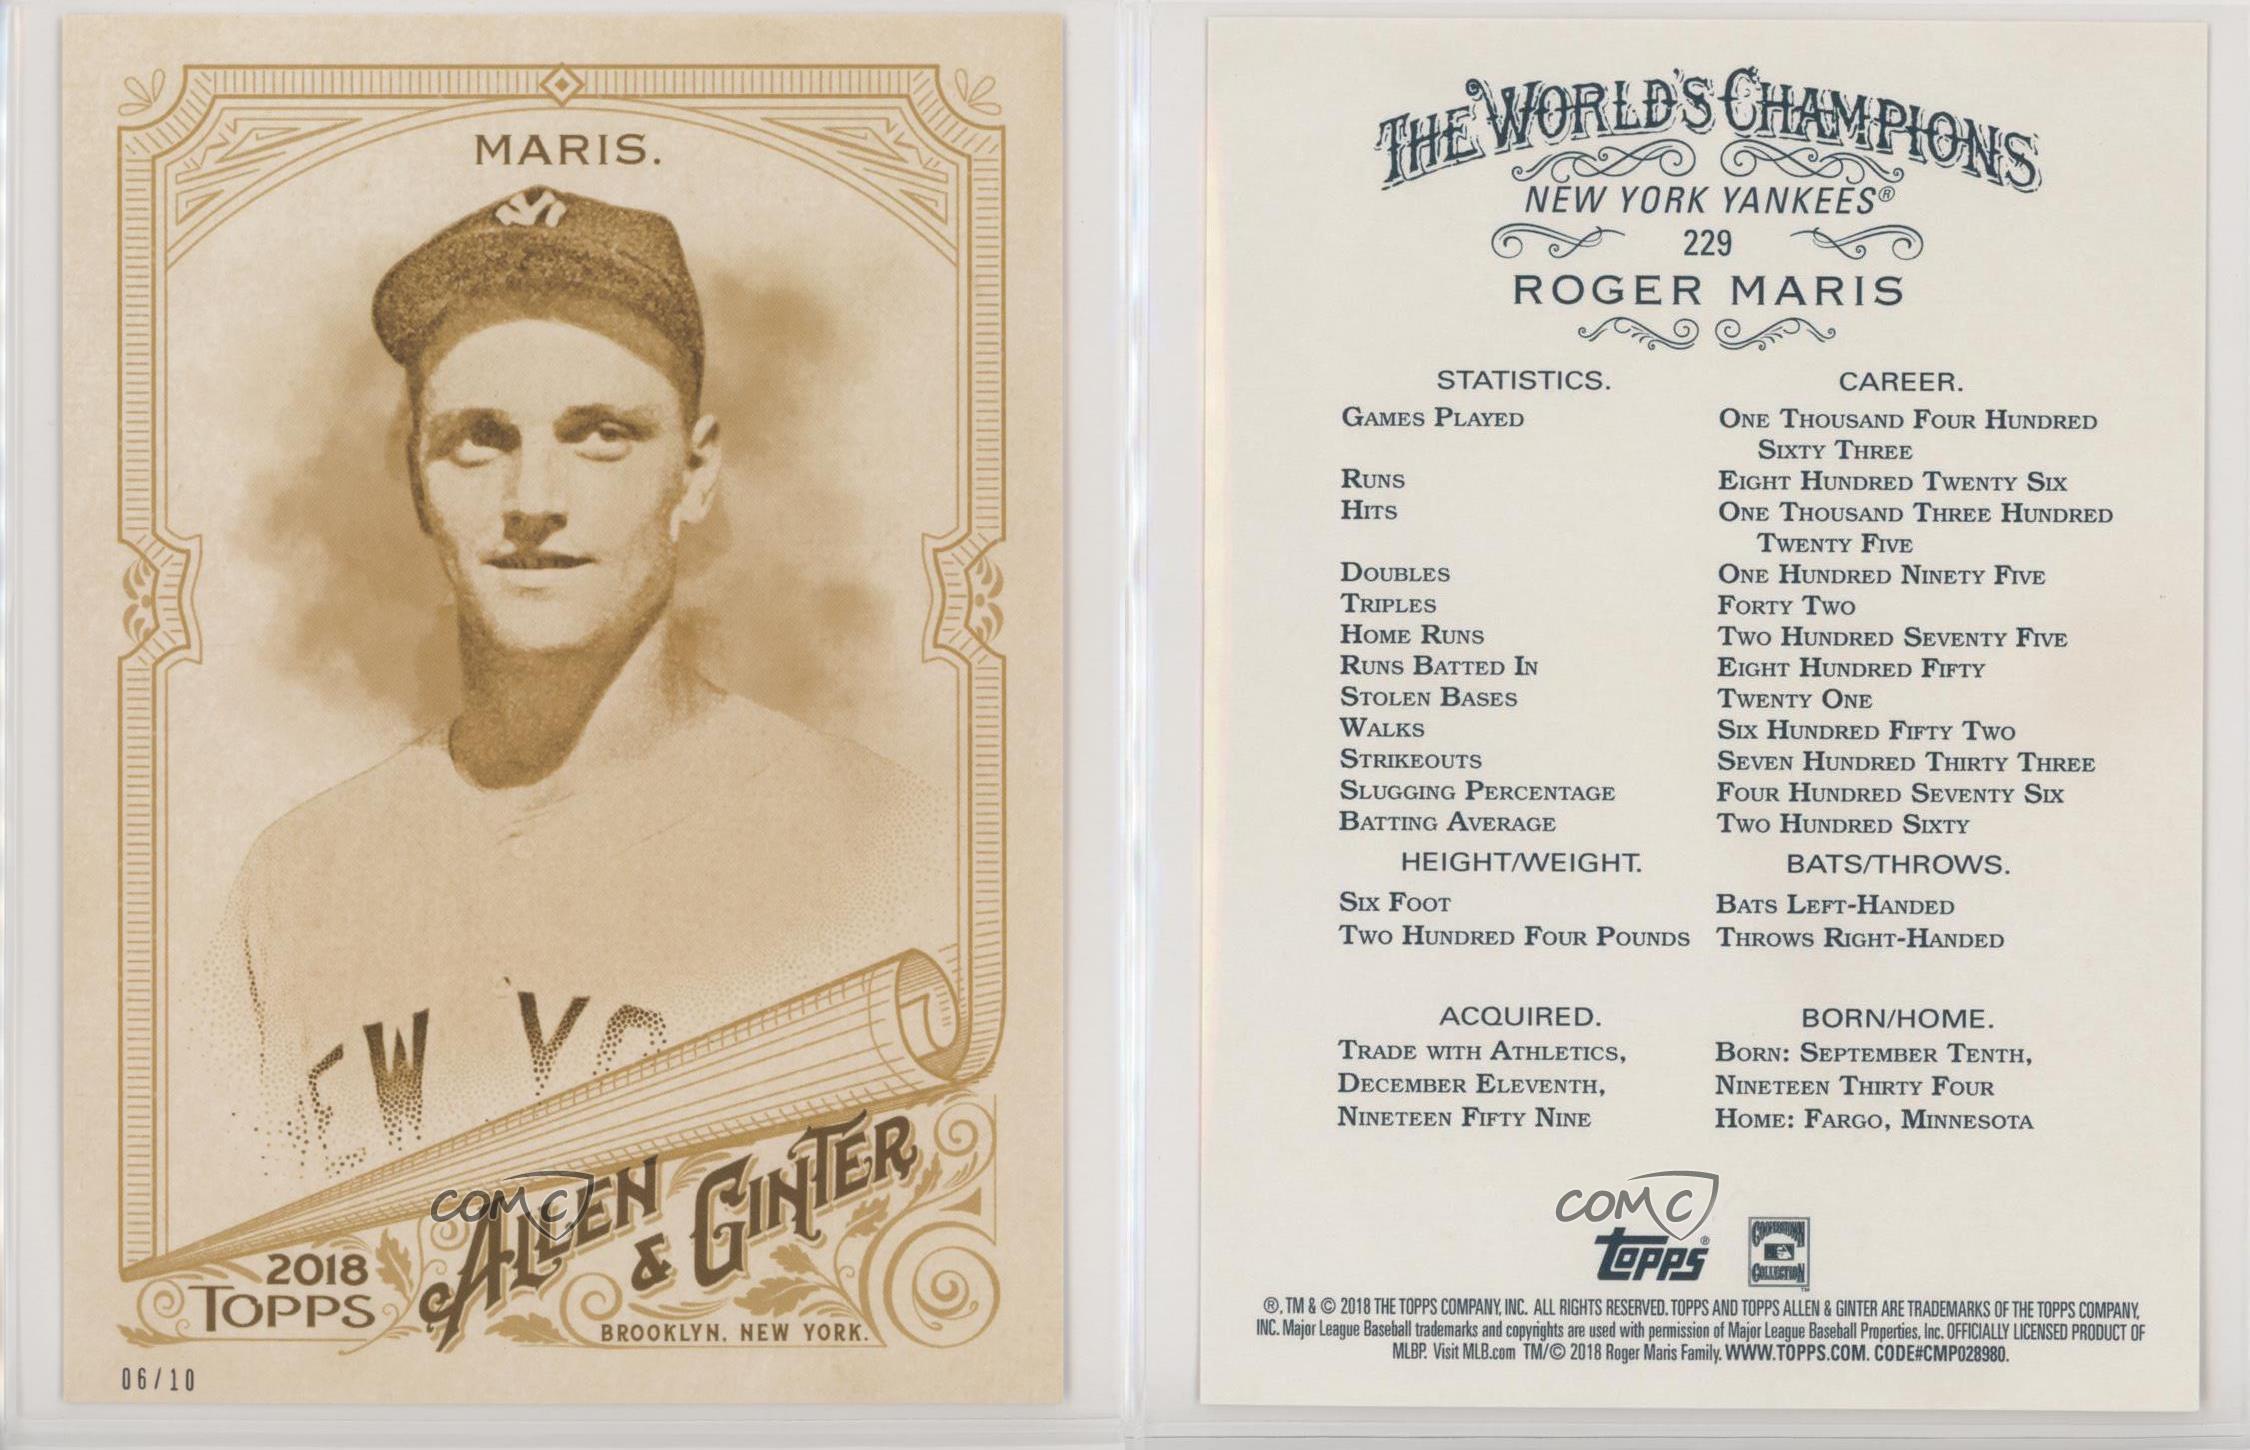 MARIS.
EW YO
2018
TOPPS
ALLEN
& GINTER
BROOKLYN, NEW YORK.
06/10
COMC
THE WORLD'S CHAMPIONS
NEW YORK YANKEES®
229
ROGER MARIS
STATISTICS. CAREER.
GAMES PLAYED ONE THOUSAND FOUR HUNDRED
SIXTY THREE
RUNS EIGHT HUNDRED TWENTY SIX
HITS ONE THOUSAND THREE HUNDRED
TWENTY FIVE
DOUBLES ONE HUNDRED NINETY FIVE
TRIPLES FORTY TWO
HOME RUNS TWO HUNDRED SEVENTY FIVE
RUNS BATTED IN EIGHT HUNDRED FIFTY
STOLEN BASES TWENTY ONE
WALKS SIX HUNDRED FIFTY TWO
STRIKEOUTS SEVEN HUNDRED THIRTY THREE
SLUGGING PERCENTAGE FOUR HUNDRED SEVENTY SIX
BATTING AVERAGE TWO HUNDRED SIXTY
HEIGHT/WEIGHT. BATS/THROWS.
SIX FOOT BATS LEFT-HANDED
TWO HUNDRED FOUR POUNDS THROWS RIGHT-HANDED
ACQUIRED. BORN/HOME.
TRADE WITH ATHLETICS, BORN: SEPTEMBER TENTH,
DECEMBER ELEVENTH, NINETEEN THIRTY FOUR
NINETEEN FIFTY NINE HOME: FARGO, MINNESOTA
COMC
TOPPS®
COOPERSTOWN
COLLECTION™
®, TM & © 2018 THE TOPPS COMPANY, INC. ALL RIGHTS RESERVED. TOPPS AND TOPPS ALLEN & GINTER ARE TRADEMARKS OF THE TOPPS COMPANY,
INC. Major League Baseball trademarks and copyrights are used with permission of Major League Baseball Properties, Inc. OFFICIALLY LICENSED PRODUCT OF
MLBP. Visit MLB.com TM/© 2018 Roger Maris Family. WWW.TOPPS.COM. CODE#CMP028980.